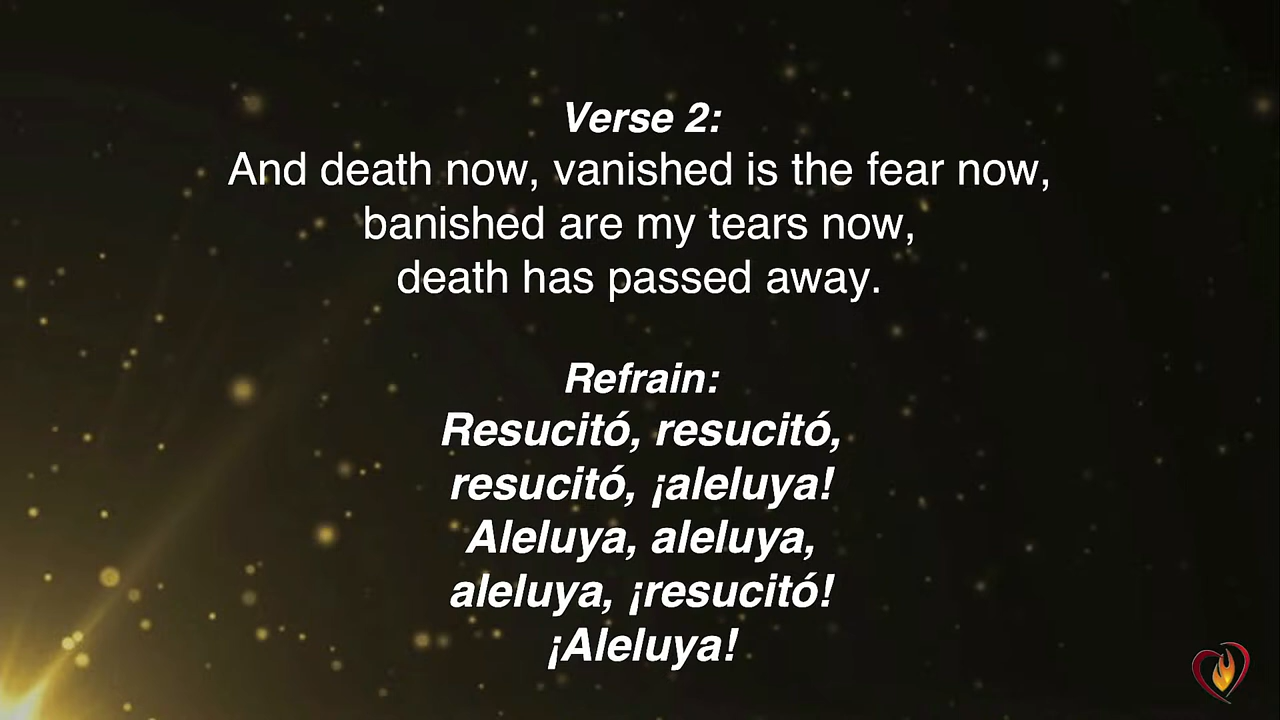 Verse 2:
And death now, vanished is the fear now,
banished are my tears now,
death has passed away.
Refrain:
Resucitó, resucitó,
resucitó, ¡aleluya!
Aleluya, aleluya,
aleluya, ¡resucitó!
¡Aleluya!